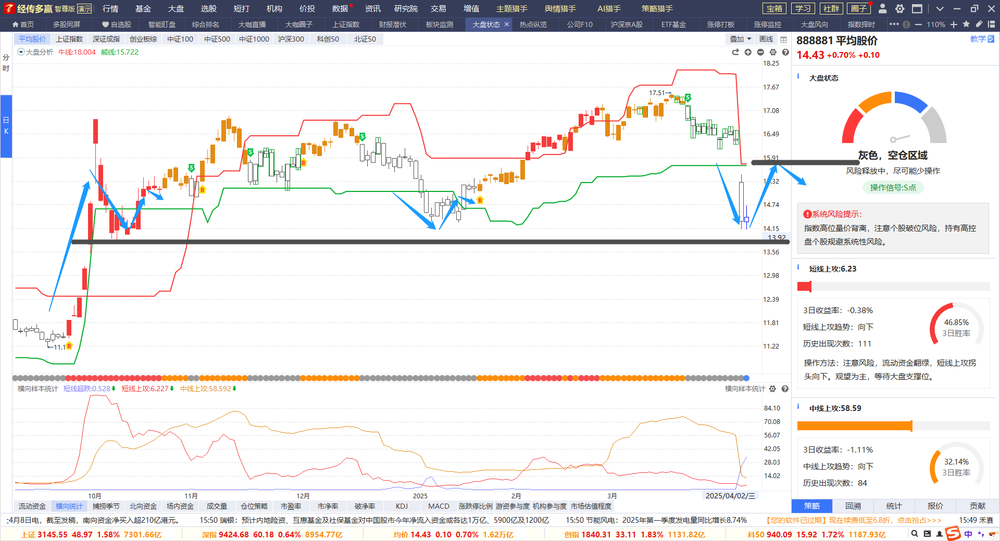 经传多赢 智尊版 演示 行情 基金 大盘 选股 短打 机构 价投 数据 资讯 研究院 交易 增值 主题猎手 舆情猎手 AI猎手 策略猎手 宝箱 学习 社群 圈子
首页 多股同屏 自选股 智能盯盘 综合排名 大咖直播 大咖圈子 上证指数 财报潜伏 板块监测 大盘状态 × 热点纵览 公司F10 沪深京A股 ETF基金 涨停打板 涨停监控 大盘风向 指数择时 110%
平均股价 上证指数 深证成指 创业板综 中证100 中证500 中证1000 沪深300 科创50 北证50 叠加 画线
888881 平均股价 教学
14.43 +0.70% +0.10
分时
日K
大盘分析 牛线:18.004 熊线:15.722
18.25
17.67
17.08
16.49
15.91
15.32
14.74
14.15
13.92
13.56
12.98
12.39
11.81
11.22
17.51→
S
S
S
S
B
B
B
B
←11.1
大盘状态
灰色，空仓区域
风险释放中，尽可能少操作
操作信号:S点
系统风险提示：
指数高位量价背离，注意个股破位风险，持有高控
盘个股规避系统性风险。
短线上攻:6.23
3日收益率：-0.38%
短线上攻趋势：向下
历史出现次数：111
46.85%
3日胜率
操作方法：注意风险，流动资金翻绿，短线上攻拐
头向下。观望为主，等待大盘支撑位。
中线上攻:58.59
3日收益率：-1.11%
中线上攻趋势：向下
历史出现次数：84
32.14%
3日胜率
横向样本统计 短线超跌:0.528 短线上攻:6.227 中线上攻:58.592 横向样本统计
84.10
70.08
56.07
42.05
28.03
14.02
10月 11月 12月 2025 2月 3月 2025/04/02/三
流动资金 横向统计 捕捞季节 北向资金 场内资金 成交量 仓位策略 市盈率 市净率 破净率 KDJ MACD 涨跌停比例 游资参与度 机构参与度 市场估值程度
策略 回溯 统计 报价 贡献
4月8日电，截至发稿，南向资金净买入超210亿港元。 15:50 瑞银：预计内地险资、互惠基金及社保基金对中国股市今年净流入资金或各达1万亿、5900亿及1200亿 15:50 节能风电：2025年第一季度发电量同比增长8.74% 【您的软件已过期】现在续费低至6.8折，点击抢占>>> 15:49 禾赛
上证 3145.55 48.97 1.58% 7301.66亿 深指 9424.68 60.18 0.64% 8954.77亿 均价 14.43 0.10 0.70% 1.62万亿 创指 1840.31 33.11 1.83% 1131.82亿 科50 940.09 15.92 1.72% 1187.93亿 中